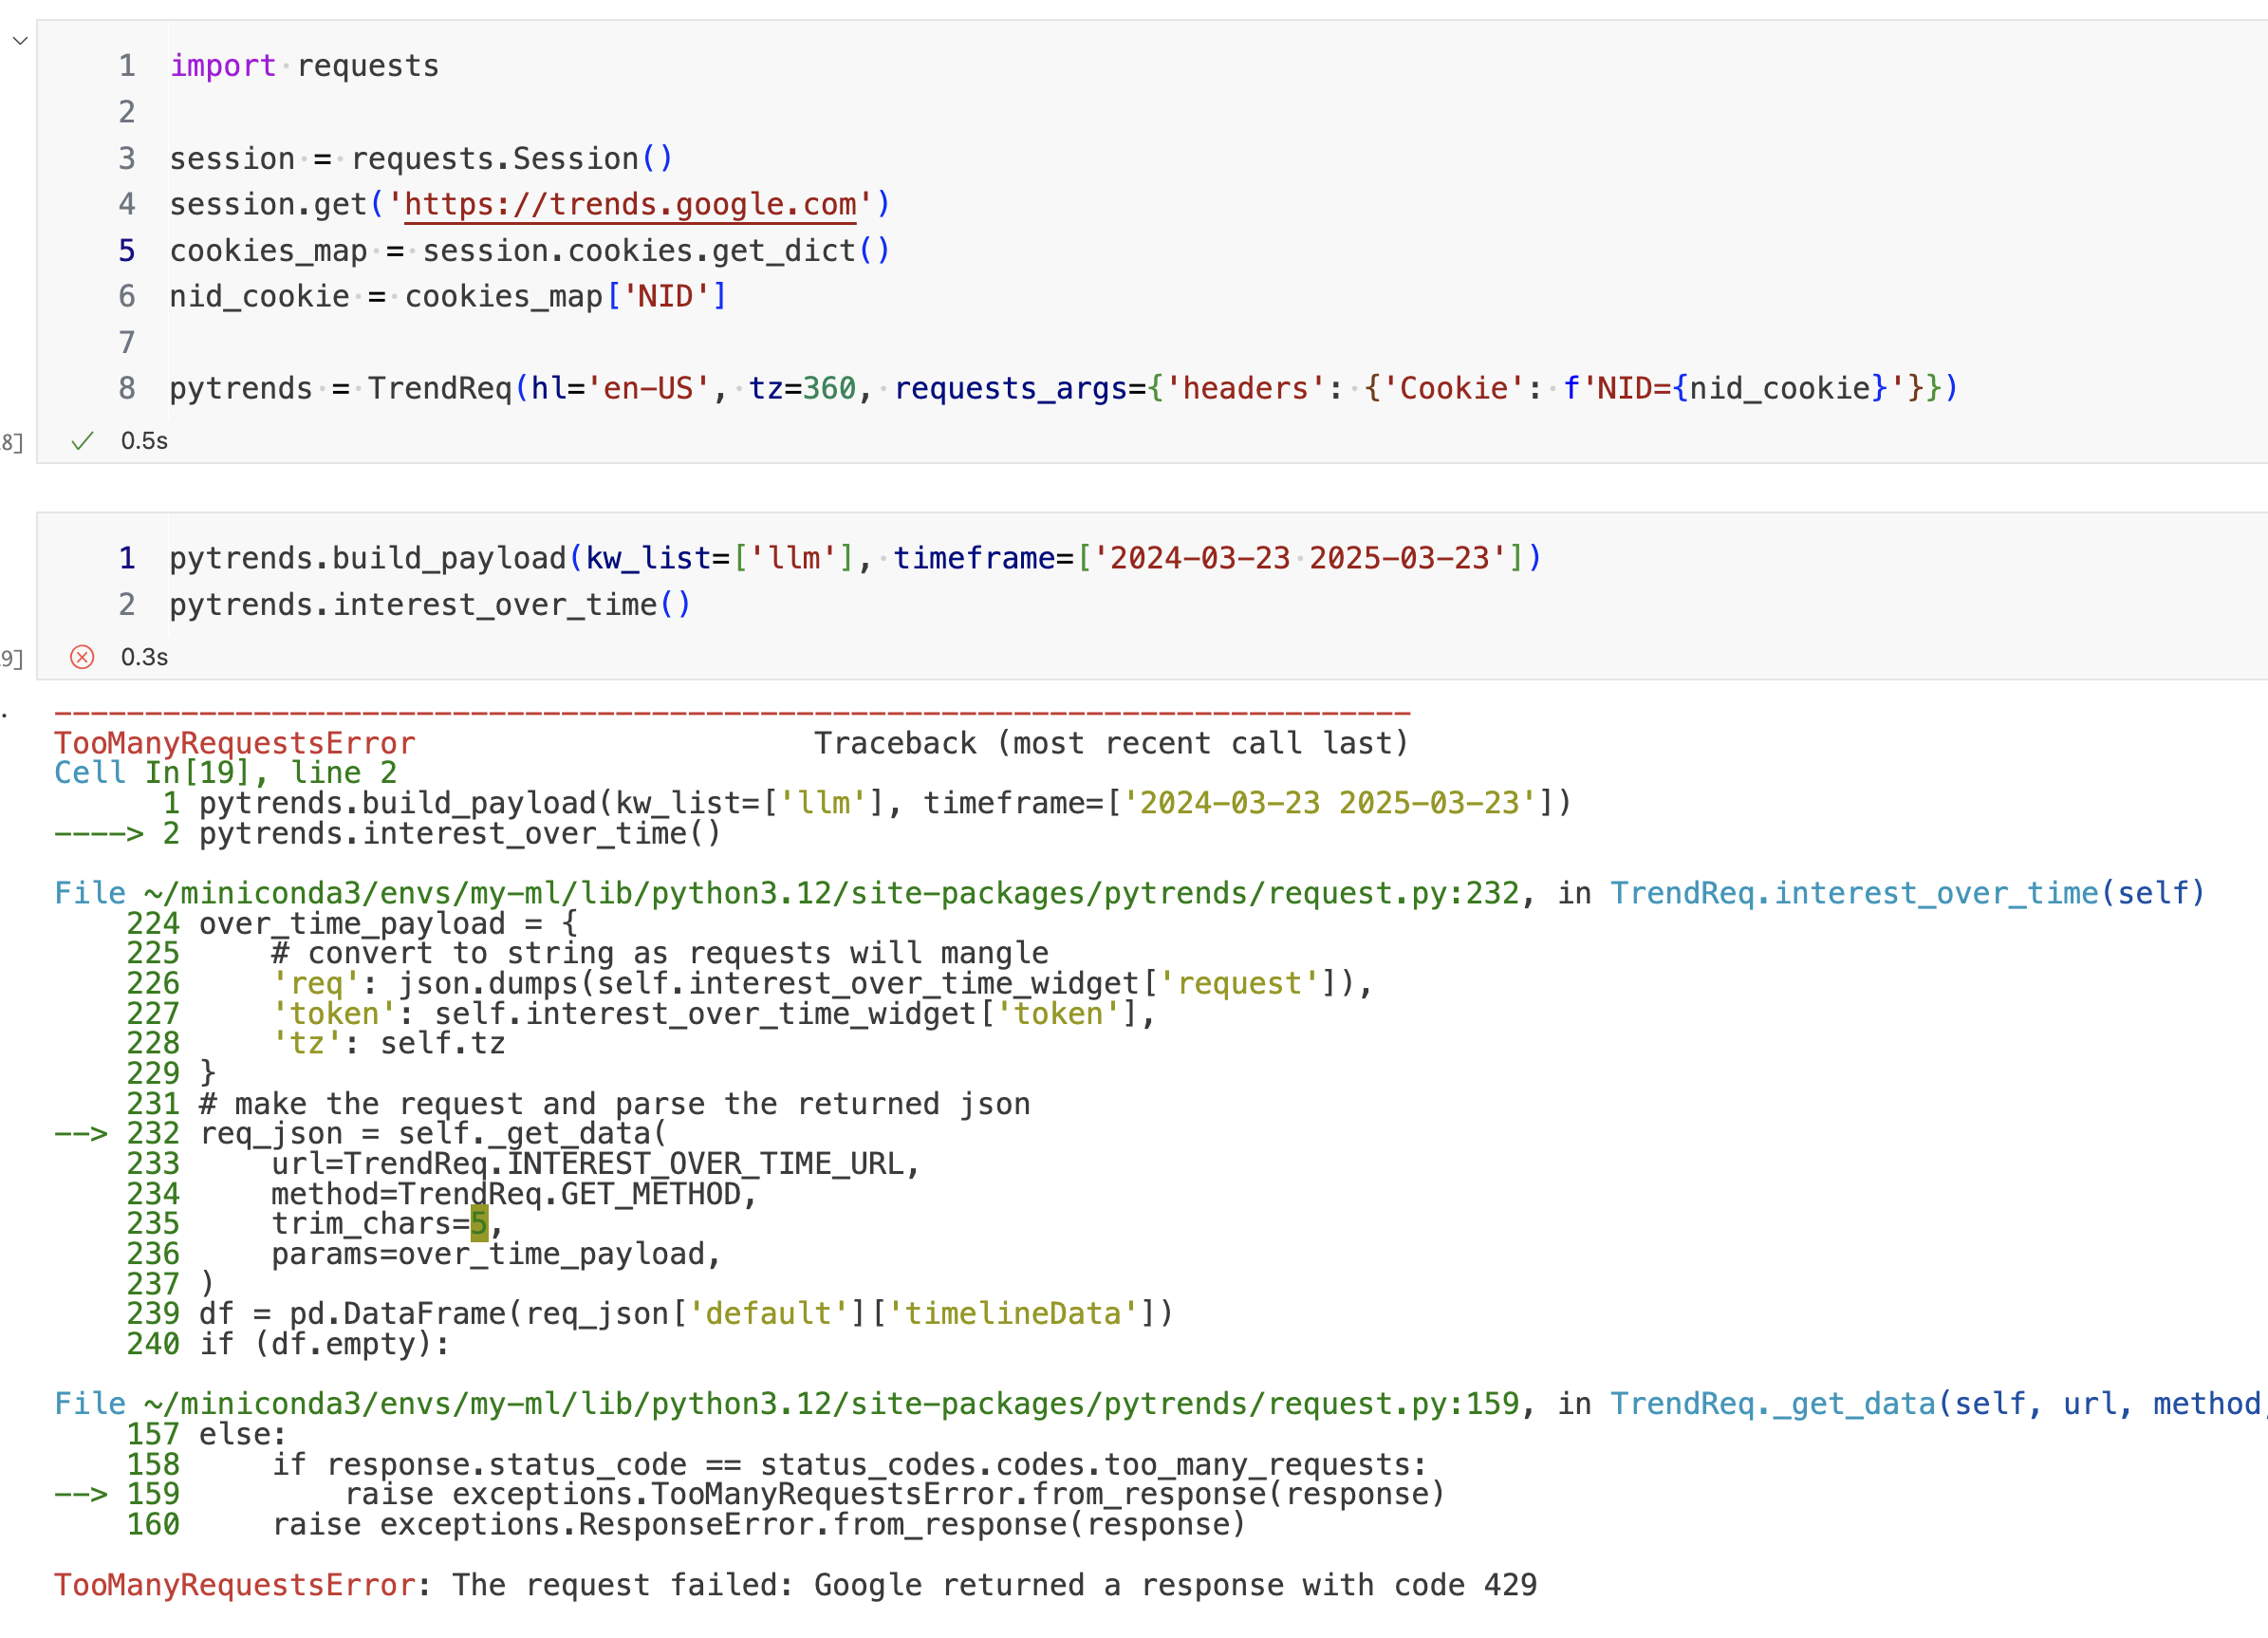 1 import requests
2
3 session = requests.Session()
4 session.get('https://trends.google.com')
5 cookies_map = session.cookies.get_dict()
6 nid_cookie = cookies_map['NID']
7
8 pytrends = TrendReq(hl='en-US', tz=360, requests_args={'headers': {'Cookie': f'NID={nid_cookie}'}})
8] ✓ 0.5s
1 pytrends.build_payload(kw_list=['llm'], timeframe=['2024-03-23 2025-03-23'])
2 pytrends.interest_over_time()
9] 0.3s
---------------------------------------------------------------------------
TooManyRequestsError                      Traceback (most recent call last)
Cell In[19], line 2
      1 pytrends.build_payload(kw_list=['llm'], timeframe=['2024-03-23 2025-03-23'])
----> 2 pytrends.interest_over_time()
File ~/miniconda3/envs/my-ml/lib/python3.12/site-packages/pytrends/request.py:232, in TrendReq.interest_over_time(self)
    224 over_time_payload = {
    225     # convert to string as requests will mangle
    226     'req': json.dumps(self.interest_over_time_widget['request']),
    227     'token': self.interest_over_time_widget['token'],
    228     'tz': self.tz
    229 }
    231 # make the request and parse the returned json
--> 232 req_json = self._get_data(
    233     url=TrendReq.INTEREST_OVER_TIME_URL,
    234     method=TrendReq.GET_METHOD,
    235     trim_chars=5,
    236     params=over_time_payload,
    237 )
    239 df = pd.DataFrame(req_json['default']['timelineData'])
    240 if (df.empty):
File ~/miniconda3/envs/my-ml/lib/python3.12/site-packages/pytrends/request.py:159, in TrendReq._get_data(self, url, method,
    157 else:
    158     if response.status_code == status_codes.codes.too_many_requests:
--> 159         raise exceptions.TooManyRequestsError.from_response(response)
    160     raise exceptions.ResponseError.from_response(response)
TooManyRequestsError: The request failed: Google returned a response with code 429